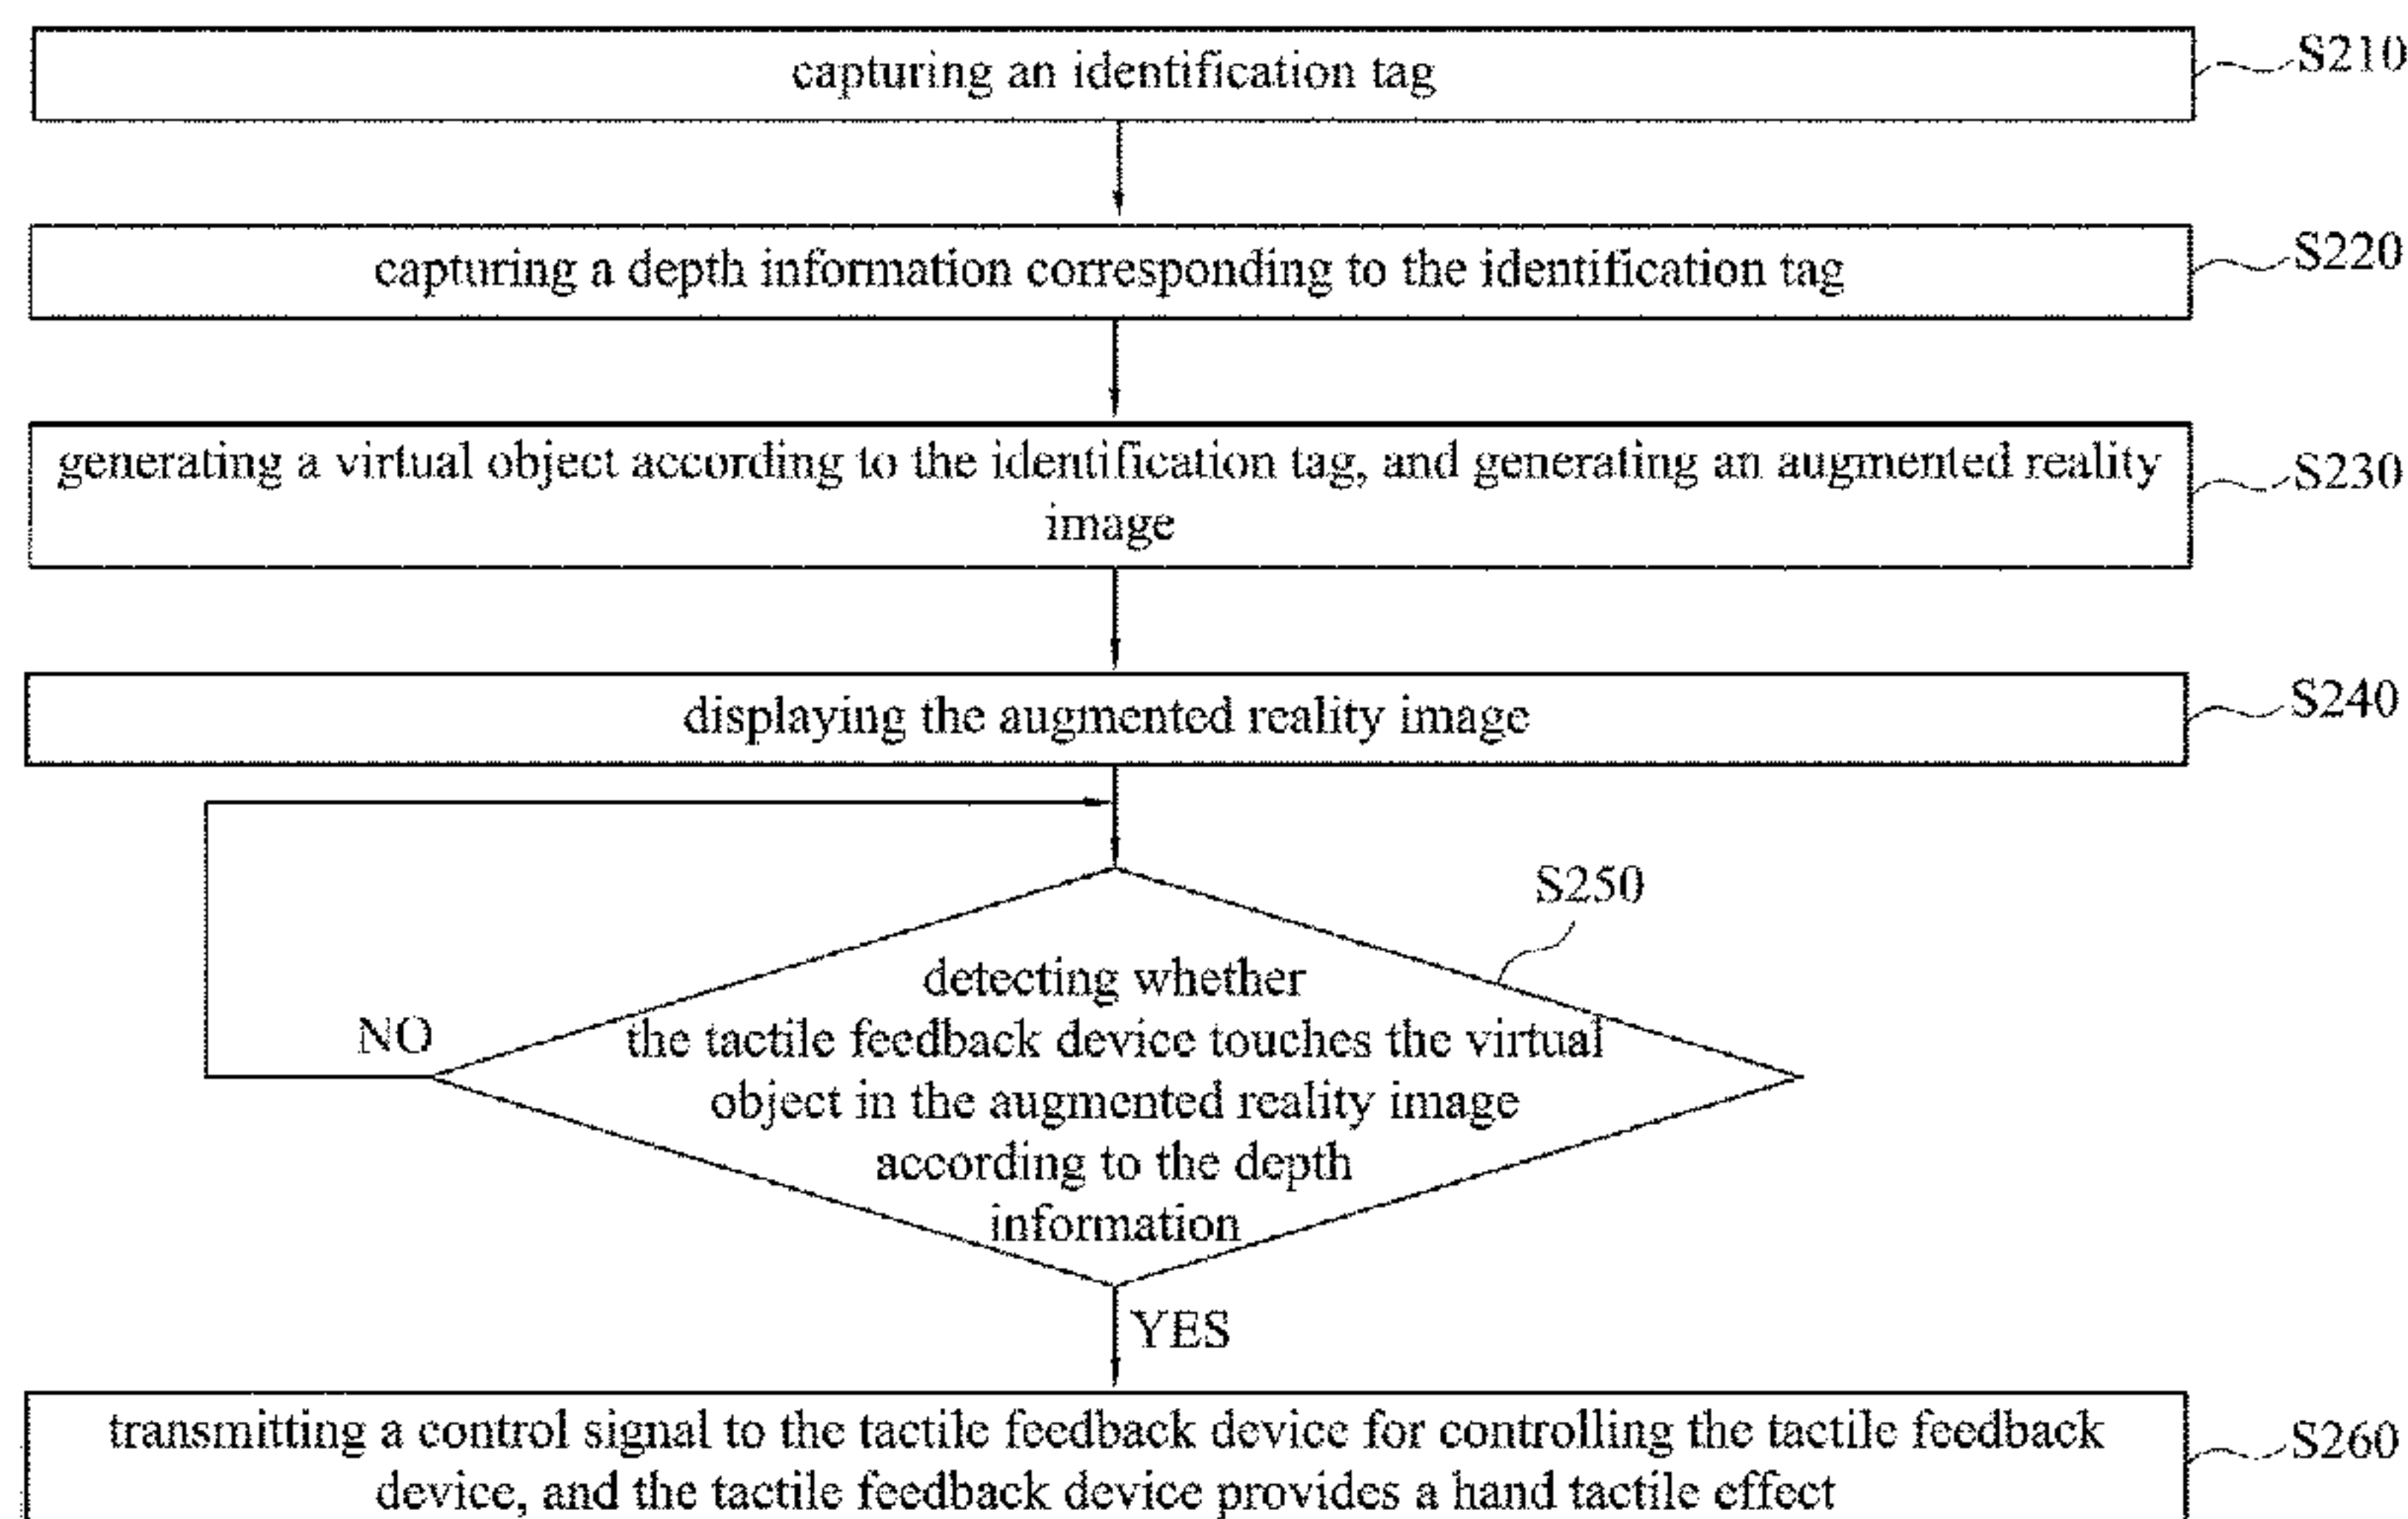 capturing an identification tag
S210
capturing a depth information corresponding to the identification tag
S220
generating a virtual object according to the identification tag, and generating an augmented reality
image
S230
displaying the augmented reality image
S240
S250
detecting whether
the tactile feedback device touches the virtual
object in the augmented reality image
according to the depth
information
NO
YES
transmitting a control signal to the tactile feedback device for controlling the tactile feedback
device, and the tactile feedback device provides a hand tactile effect
S260